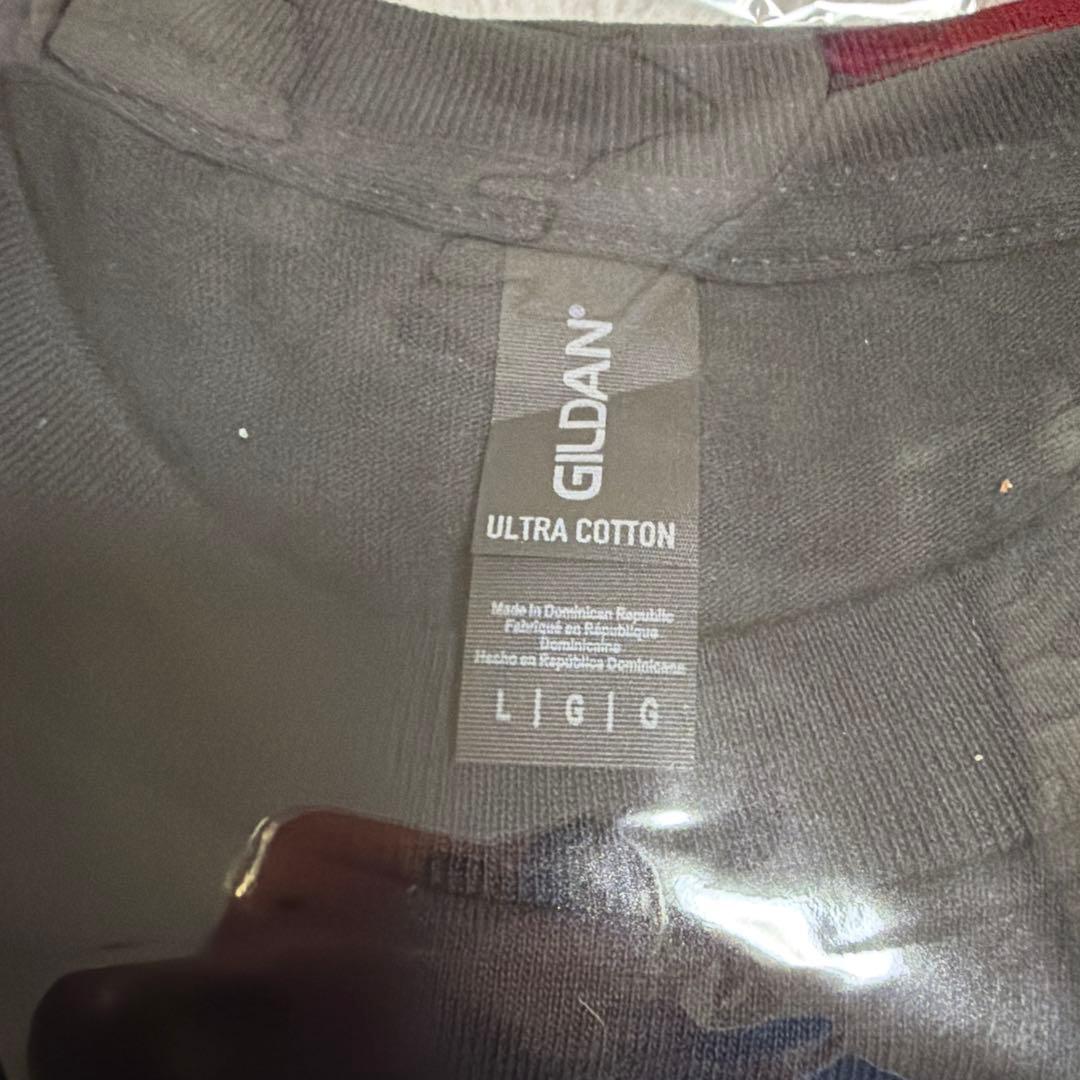 GILDAN®
ULTRA COTTON
Made in Dominican Republic
Fabriqué en République
Dominicaine
Hecho en República Dominicana
L | G | G